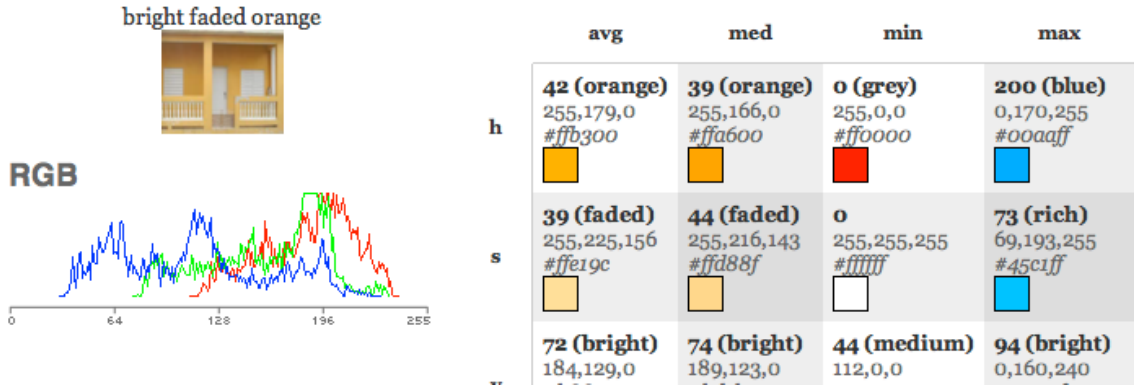 bright faded orange
RGB
0 64 128 196 255
avg med min max
h
42 (orange) 39 (orange) 0 (grey) 200 (blue)
255,179,0 255,166,0 255,0,0 0,170,255
#ffb300 #ffa600 #ff0000 #00aaff
s
39 (faded) 44 (faded) 0 73 (rich)
255,225,156 255,216,143 255,255,255 69,193,255
#ffe19c #ffd88f #ffffff #45c1ff
72 (bright) 74 (bright) 44 (medium) 94 (bright)
184,129,0 189,123,0 112,0,0 0,160,240